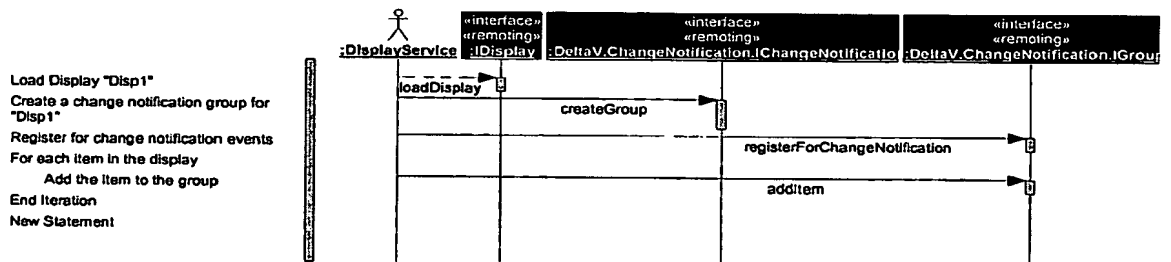 «interface»
«remoting»
:DisplayService
:IDisplay
«interface»
«remoting»
:DeltaV.ChangeNotification.IChangeNotification
«interface»
«remoting»
:DeltaV.ChangeNotification.IGroup
Load Display "Disp1"
loadDisplay
Create a change notification group for
"Disp1"
createGroup
Register for change notification events
registerForChangeNotification
For each item in the display
Add the item to the group
addItem
End Iteration
New Statement